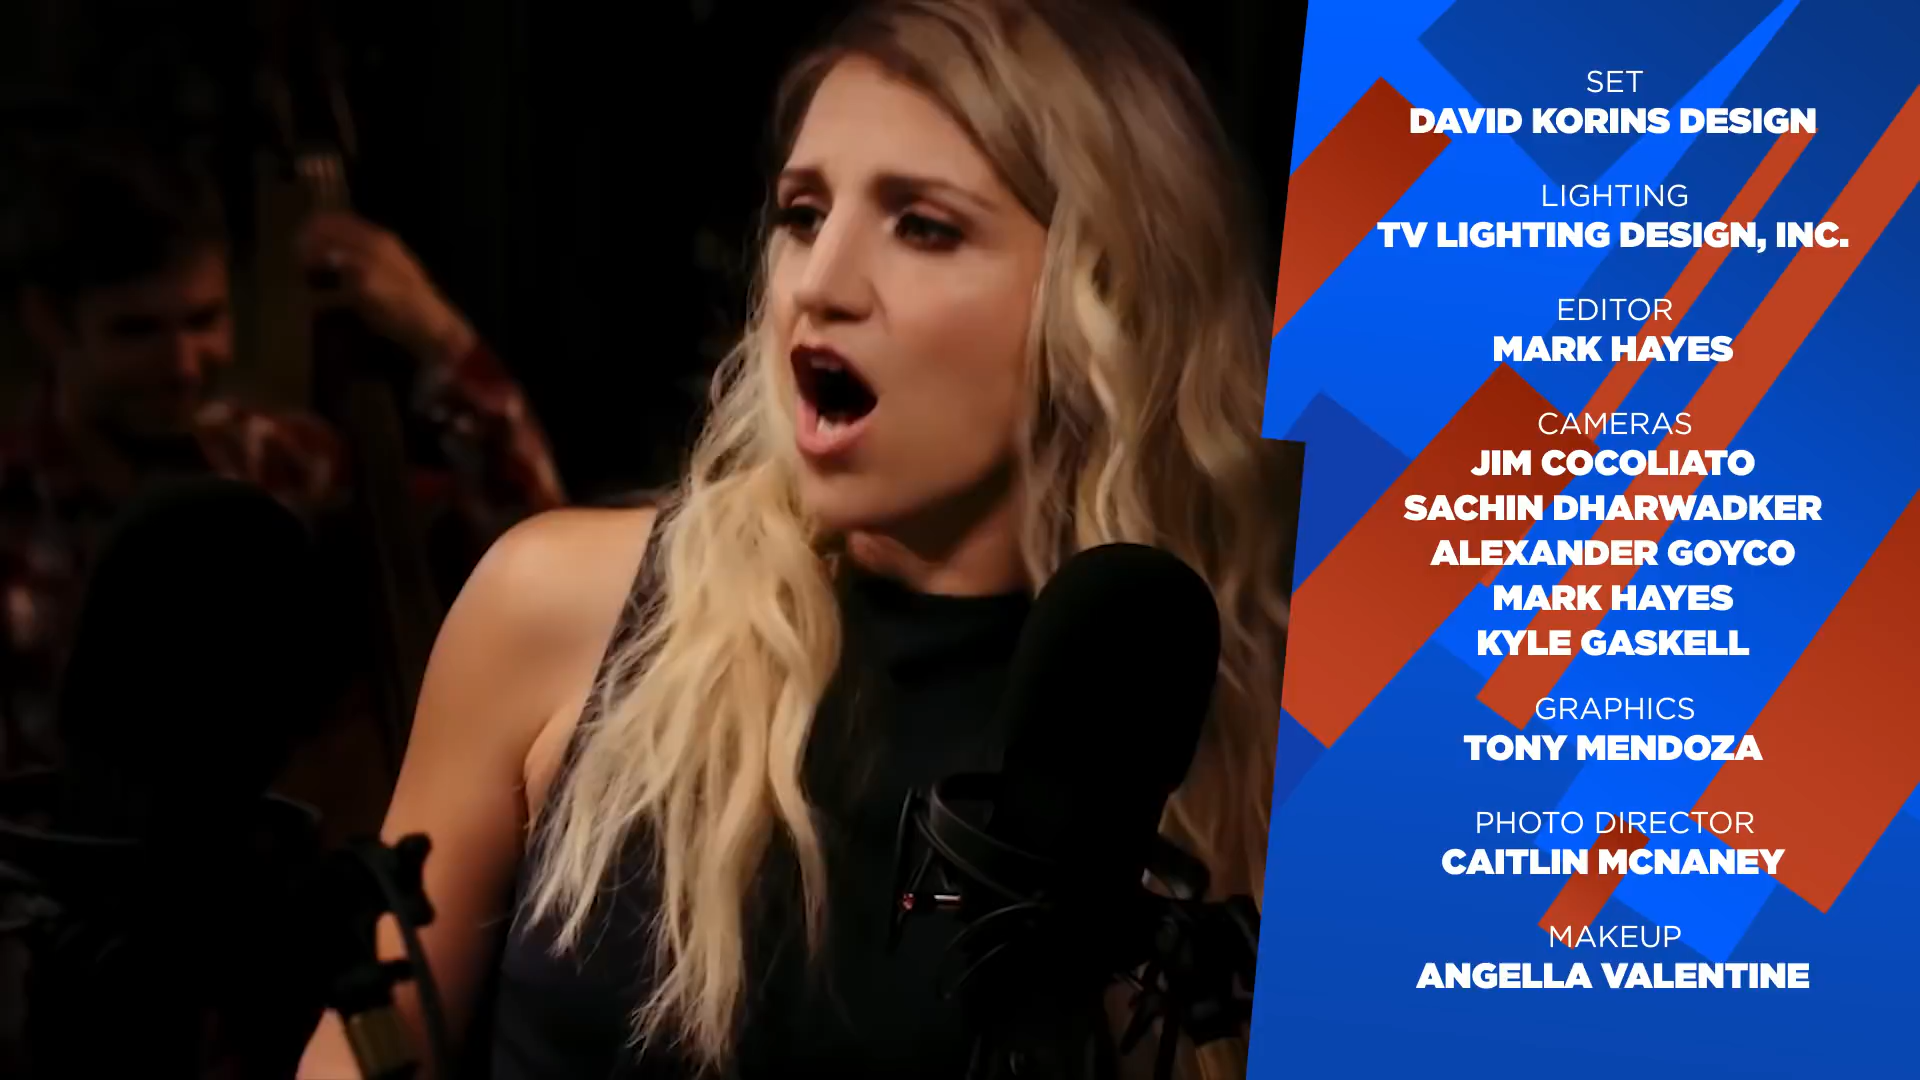 SET
DAVID KORINS DESIGN
LIGHTING
TV LIGHTING DESIGN, INC.
EDITOR
MARK HAYES
CAMERAS
JIM COCOLIATO
SACHIN DHARWADKER
ALEXANDER GOYCO
MARK HAYES
KYLE GASKELL
GRAPHICS
TONY MENDOZA
PHOTO DIRECTOR
CAITLIN MCNANEY
MAKEUP
ANGELLA VALENTINE